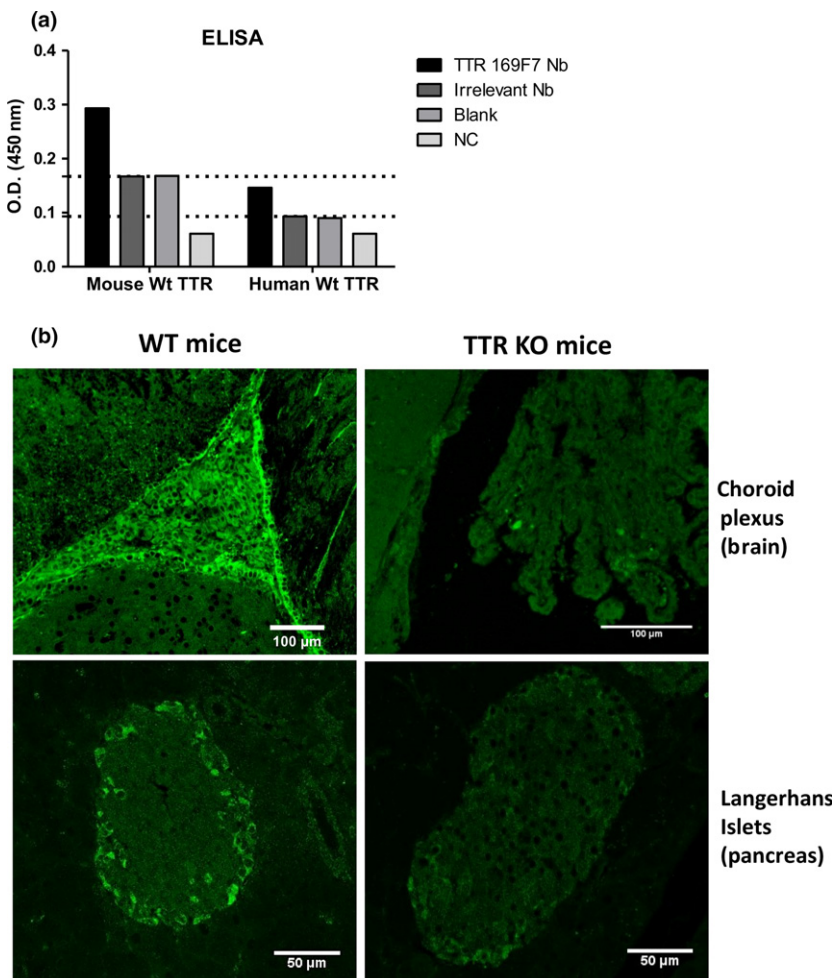 (a)
ELISA
O.D. (450 nm)
0.4
0.3
0.2
0.1
0.0
Mouse Wt TTR
Human Wt TTR
TTR 169F7 Nb
Irrelevant Nb
Blank
NC
(b)
WT mice
TTR KO mice
100 µm
100 µm
Choroid
plexus
(brain)
50 µm
50 µm
Langerhans
Islets
(pancreas)